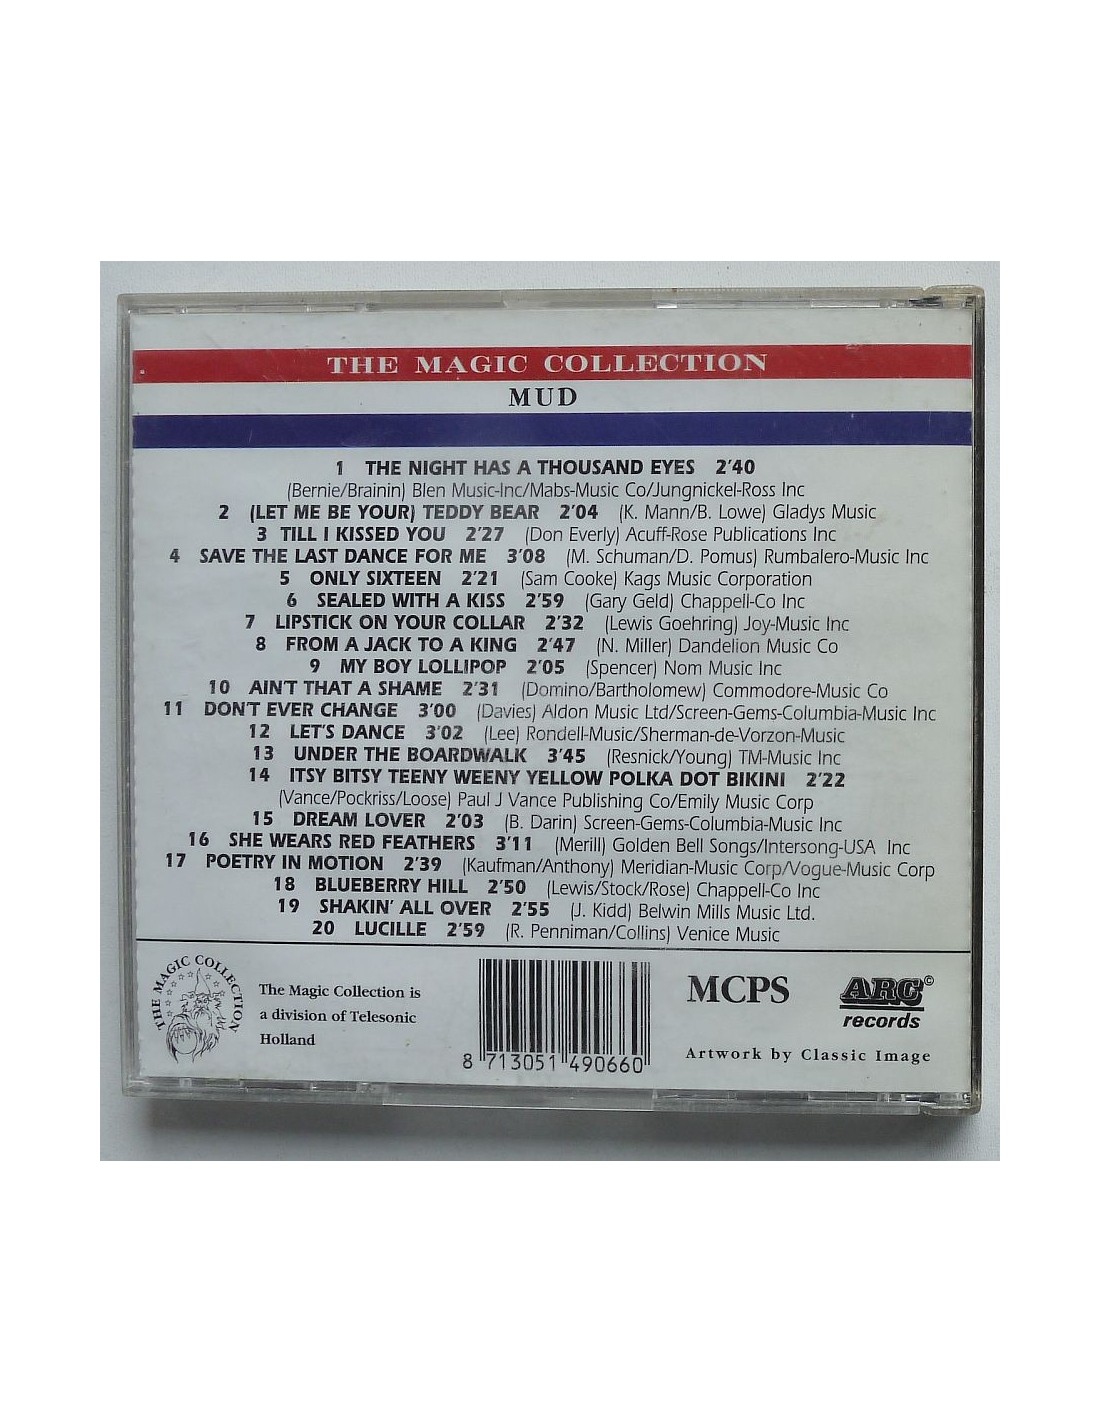 THE MAGIC COLLECTION
MUD
1 THE NIGHT HAS A THOUSAND EYES 2'40
(Bernie/Brainin) Blen Music-Inc/Mabs-Music Co/Jungnickel-Ross Inc
2 (LET ME BE YOUR) TEDDY BEAR 2'04 (K. Mann/B. Lowe) Gladys Music
3 TILL I KISSED YOU 2'27 (Don Everly) Acuff-Rose Publications Inc
4 SAVE THE LAST DANCE FOR ME 3'08 (M. Schuman/D. Pomus) Rumbalero-Music Inc
5 ONLY SIXTEEN 2'21 (Sam Cooke) Kags Music Corporation
6 SEALED WITH A KISS 2'59 (Gary Geld) Chappell-Co Inc
7 LIPSTICK ON YOUR COLLAR 2'32 (Lewis Goehring) Joy-Music Inc
8 FROM A JACK TO A KING 2'47 (N. Miller) Dandelion Music Co
9 MY BOY LOLLIPOP 2'05 (Spencer) Nom Music Inc
10 AIN'T THAT A SHAME 2'31 (Domino/Bartholomew) Commodore-Music Co
11 DON'T EVER CHANGE 3'00 (Davies) Aldon Music Ltd/Screen-Gems-Columbia-Music Inc
12 LET'S DANCE 3'02 (Lee) Rondell-Music/Sherman-de-Vorzon-Music
13 UNDER THE BOARDWALK 3'45 (Resnick/Young) TM-Music Inc
14 ITSY BITSY TEENY WEENY YELLOW POLKA DOT BIKINI 2'22
(Vance/Pockriss/Loose) Paul J Vance Publishing Co/Emily Music Corp
15 DREAM LOVER 2'03 (B. Darin) Screen-Gems-Columbia-Music Inc
16 SHE WEARS RED FEATHERS 3'11 (Merill) Golden Bell Songs/Intersong-USA Inc
17 POETRY IN MOTION 2'39 (Kaufman/Anthony) Meridian-Music Corp/Vogue-Music Corp
18 BLUEBERRY HILL 2'50 (Lewis/Stock/Rose) Chappell-Co Inc
19 SHAKIN' ALL OVER 2'55 (J. Kidd) Belwin Mills Music Ltd.
20 LUCILLE 2'59 (R. Penniman/Collins) Venice Music
THE MAGIC COLLECTION
The Magic Collection is
a division of Telesonic
Holland
8 713051 490660
MCPS
ARC©
records
Artwork by Classic Image